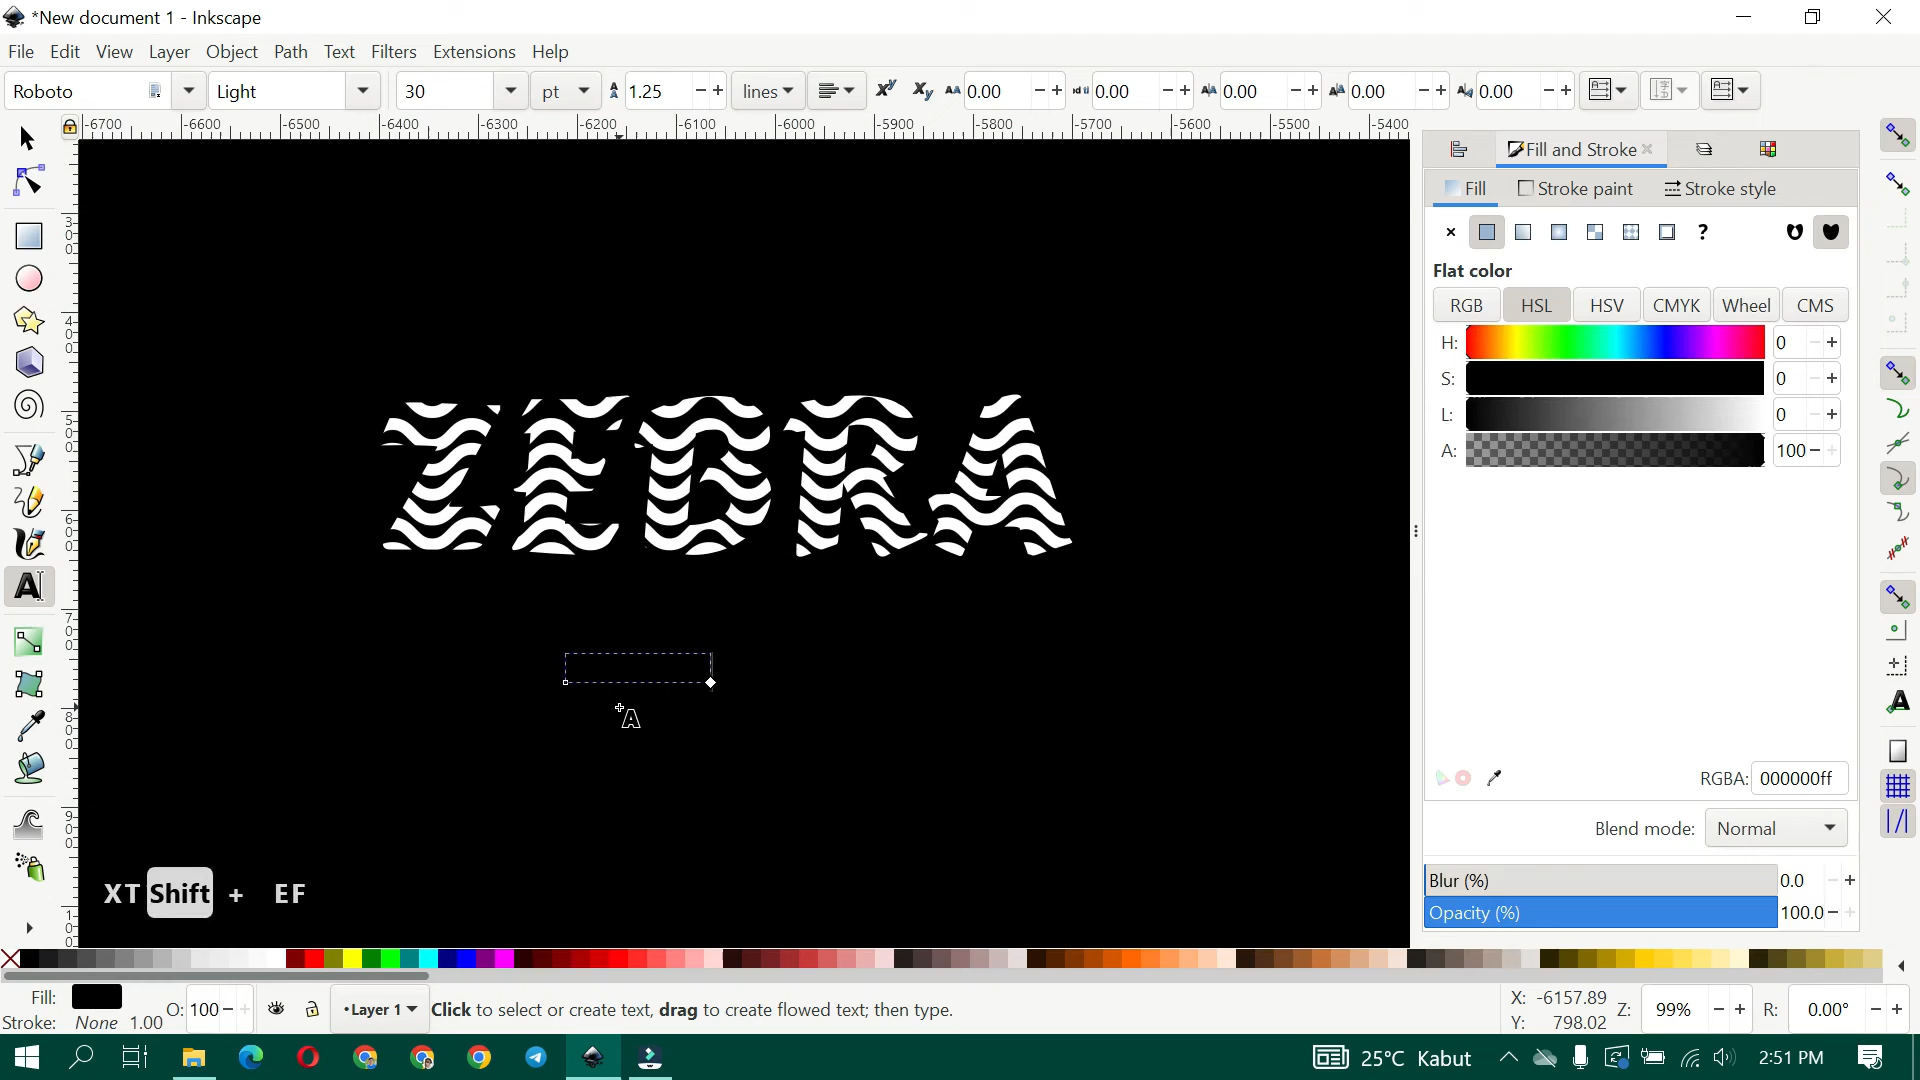 *New document 1 - Inkscape
File Edit View Layer Object Path Text Filters Extensions Help
Roboto Light 30 pt 1.25 lines 0.00 0.00 0.00 0.00 0.00
-6700 -6600 -6500 -6400 -6300 -6200 -6100 -6000 -5900 -5800 -5700 -5600 -5500 -5400
Fill and Stroke
Fill Stroke paint Stroke style
Flat color
RGB HSL HSV CMYK Wheel CMS
H: 0
S: 0
L: 0
A: 100
ZEBRA
XT Shift + EF
RGBA: 000000ff
Blend mode: Normal
Blur (%) 0.0
Opacity (%) 100.0
Fill: O: 100 •Layer 1 Click to select or create text, drag to create flowed text; then type. X: -6157.89 Z: 99% R: 0.00°
Stroke: None 1.00 Y: 798.02
25°C Kabut 2:51 PM